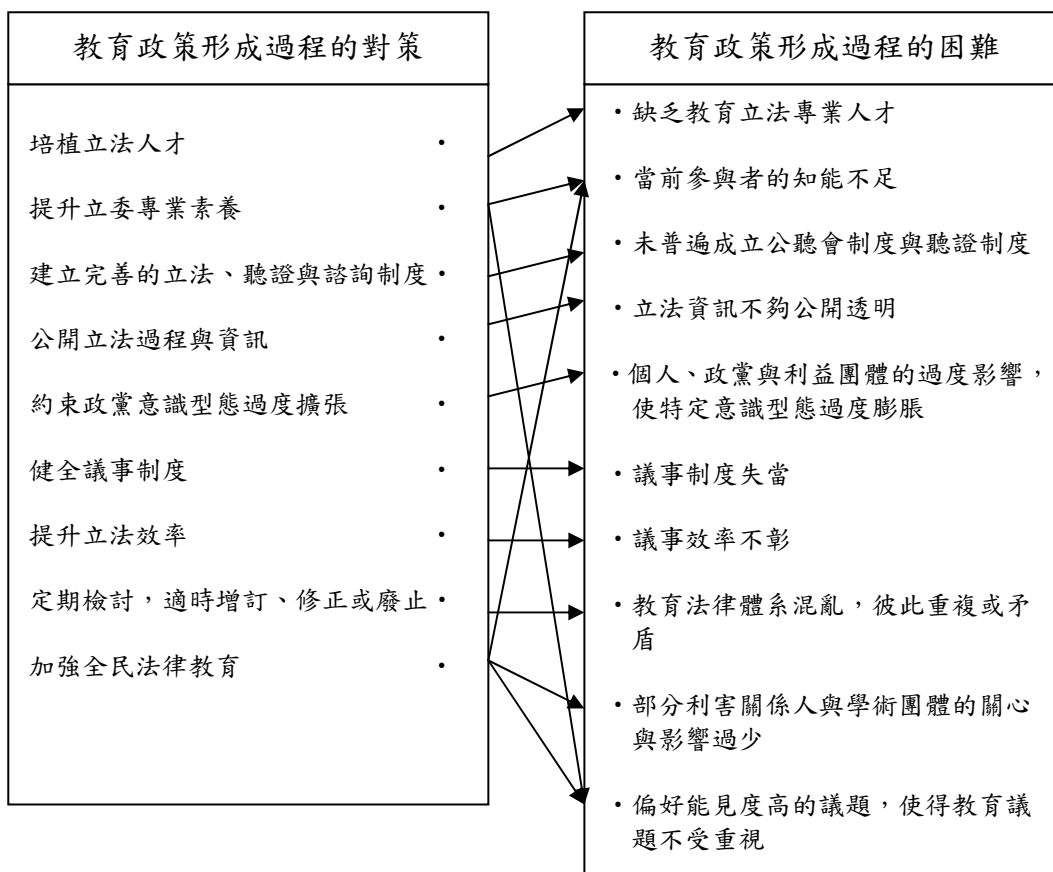 教育政策形成過程的對策
培植立法人才 ・
提升立委專業素養 ・
建立完善的立法、聽證與諮詢制度・
公開立法過程與資訊 ・
約束政黨意識型態過度擴張 ・
健全議事制度 ・
提升立法效率 ・
定期檢討，適時增訂、修正或廢止・
加強全民法律教育 ・
教育政策形成過程的困難
・缺乏教育立法專業人才
・當前參與者的知能不足
・未普遍成立公聽會制度與聽證制度
・立法資訊不夠公開透明
・個人、政黨與利益團體的過度影響，
使特定意識型態過度膨脹
・議事制度失當
・議事效率不彰
・教育法律體系混亂，彼此重複或矛
盾
・部分利害關係人與學術團體的關心
與影響過少
・偏好能見度高的議題，使得教育議
題不受重視